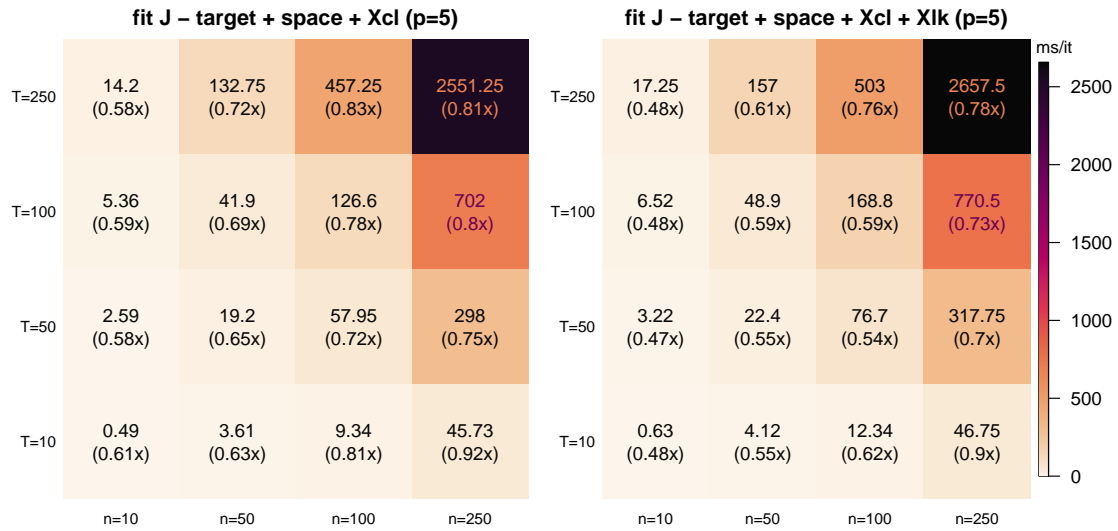 fit J − target + space + Xcl (p=5)
T=250
14.2 132.75 457.25 2551.25
(0.58x) (0.72x) (0.83x) (0.81x)
T=100
5.36 41.9 126.6 702
(0.59x) (0.69x) (0.78x) (0.8x)
T=50
2.59 19.2 57.95 298
(0.58x) (0.65x) (0.72x) (0.75x)
T=10
0.49 3.61 9.34 45.73
(0.61x) (0.63x) (0.81x) (0.92x)
n=10 n=50 n=100 n=250
fit J − target + space + Xcl + Xlk (p=5)
T=250
17.25 157 503 2657.5
(0.48x) (0.61x) (0.76x) (0.78x)
T=100
6.52 48.9 168.8 770.5
(0.48x) (0.59x) (0.59x) (0.73x)
T=50
3.22 22.4 76.7 317.75
(0.47x) (0.55x) (0.54x) (0.7x)
T=10
0.63 4.12 12.34 46.75
(0.48x) (0.55x) (0.62x) (0.9x)
n=10 n=50 n=100 n=250
ms/it
2500
2000
1500
1000
500
0